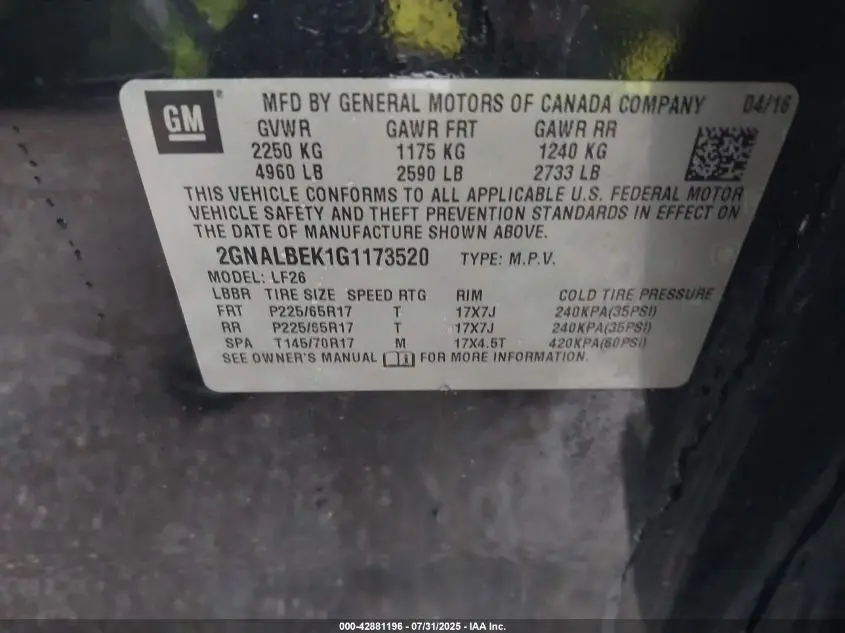 GM ®
MFD BY GENERAL MOTORS OF CANADA COMPANY 04/16
GVWR GAWR FRT GAWR RR
2250 KG 1175 KG 1240 KG
4960 LB 2590 LB 2733 LB
THIS VEHICLE CONFORMS TO ALL APPLICABLE U.S. FEDERAL MOTOR
VEHICLE SAFETY AND THEFT PREVENTION STANDARDS IN EFFECT ON
THE DATE OF MANUFACTURE SHOWN ABOVE.
2GNALBEK1G1173520 TYPE: M.P.V.
MODEL: LF26
LBBR TIRE SIZE SPEED RTG RIM COLD TIRE PRESSURE
FRT P225/65R17 T 17X7J 240KPA(35PSI)
RR P225/65R17 T 17X7J 240KPA(35PSI)
SPA T145/70R17 M 17X4.5T 420KPA(60PSI)
SEE OWNER'S MANUAL FOR MORE INFORMATION.
000-42881196 - 07/31/2025 - IAA Inc.